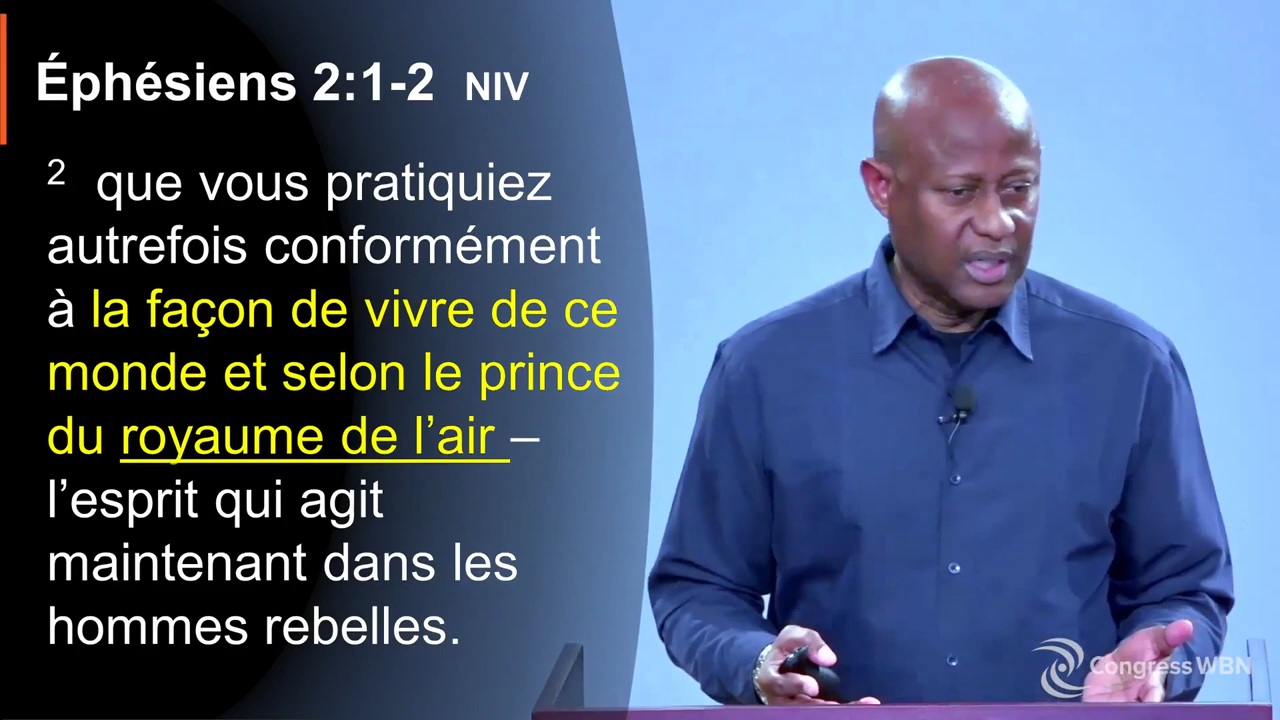 Éphésiens 2:1-2 NIV
2 que vous pratiquiez
autrefois conformément
à la façon de vivre de ce
monde et selon le prince
du royaume de l’air –
l’esprit qui agit
maintenant dans les
hommes rebelles.
Congress WBN